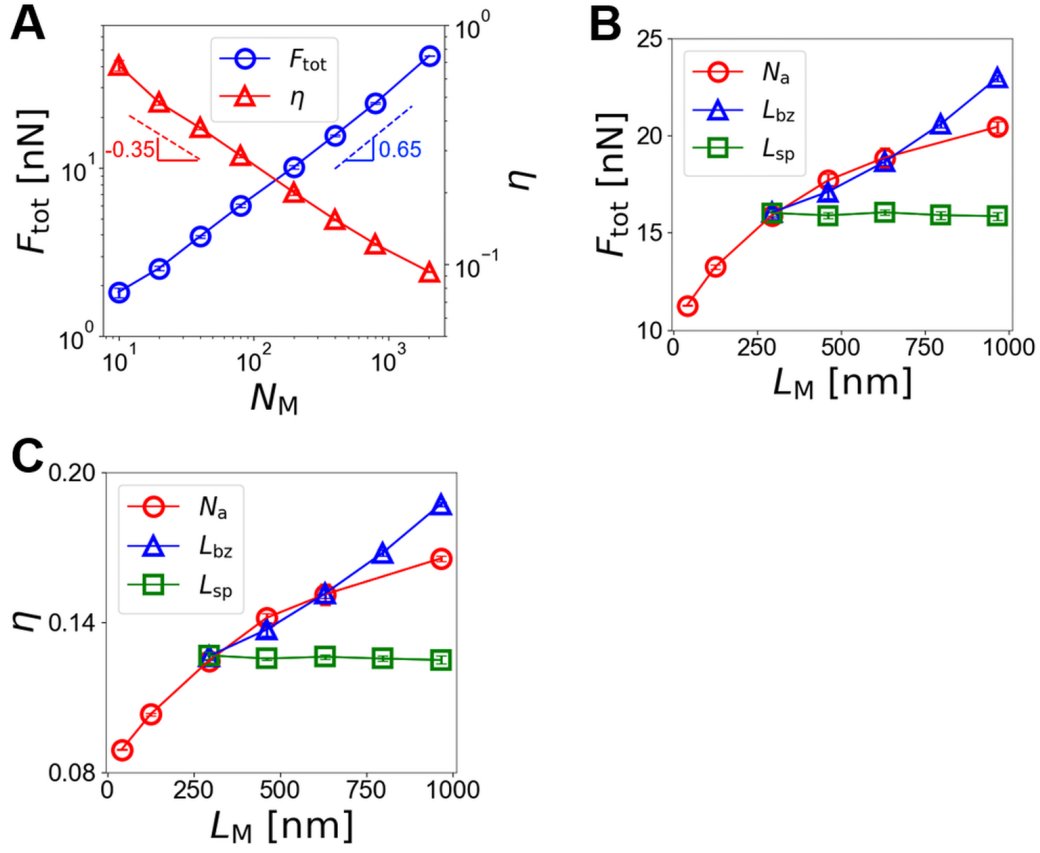 A
F_tot [nN]
10^1
10^0
F_tot
η
-0.35
0.65
10^0
10^-1
η
10^1
10^2
10^3
N_M
B
F_tot [nN]
25
20
15
10
N_a
L_bz
L_sp
0
250
500
750
1000
L_M [nm]
C
η
0.20
0.14
0.08
N_a
L_bz
L_sp
0
250
500
750
1000
L_M [nm]